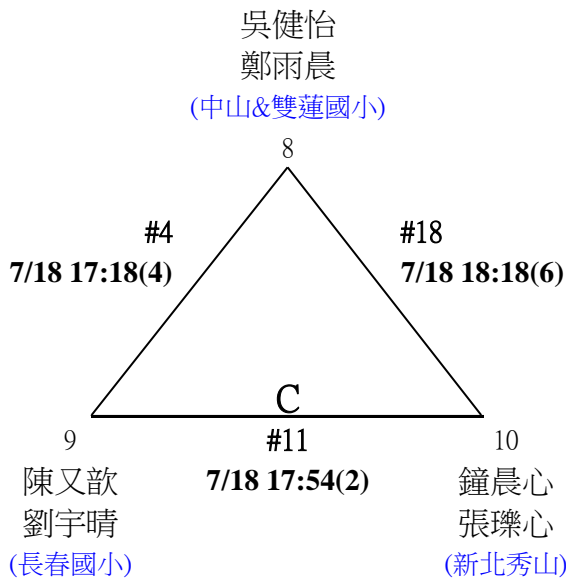 吳健怡
鄭雨晨
(中山&雙蓮國小)
8
#4
7/18 17:18(4)
#18
7/18 18:18(6)
C
9
#11
10
7/18 17:54(2)
陳又歆
劉宇晴
(長春國小)
鐘晨心
張瓅心
(新北秀山)